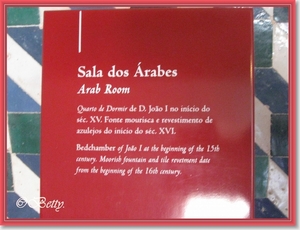 Sala dos Árabes
Arab Room
Quarto de Dormir de D. João I no início do
séc. XV. Fonte mourisca e revestimento de
azulejos do início do séc. XVI.
Bedchamber of João I at the beginning of the 15th
century. Moorish fountain and tile revetment date
from the beginning of the 16th century.
© Betty.